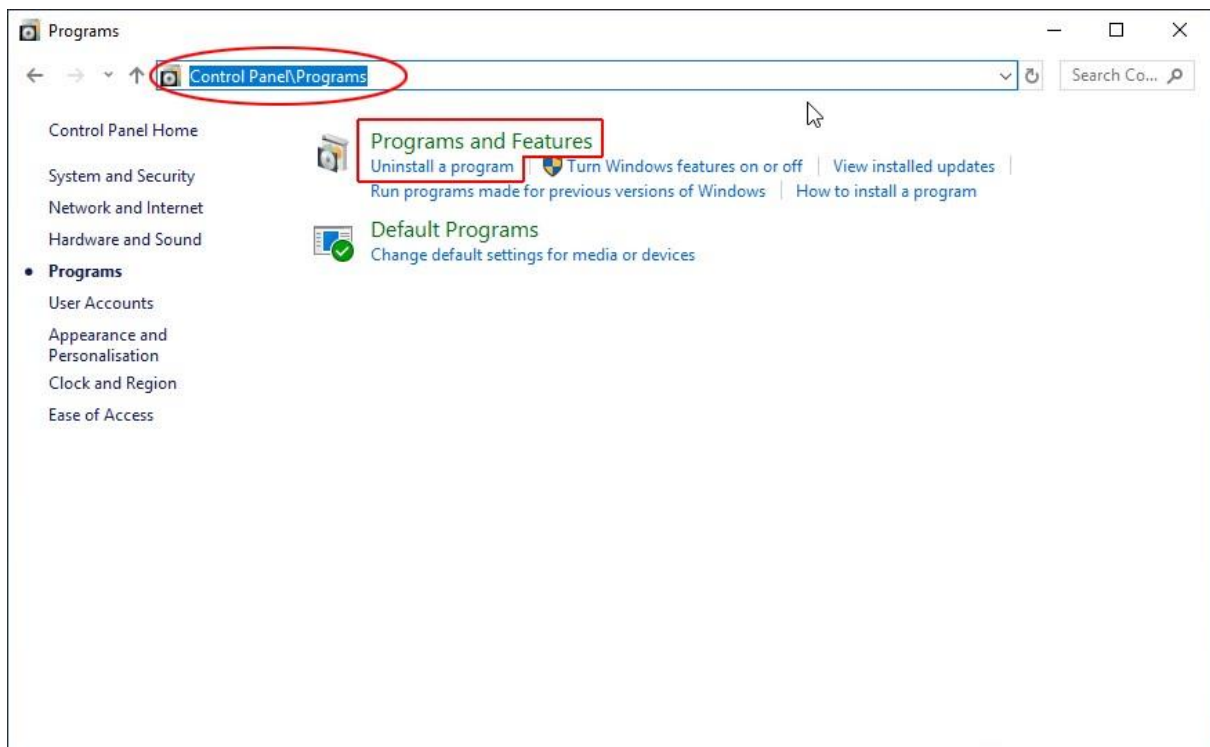 Programs
Control Panel\Programs
Search Co...
Control Panel Home
System and Security
Network and Internet
Hardware and Sound
Programs
User Accounts
Appearance and
Personalisation
Clock and Region
Ease of Access
Programs and Features
Uninstall a program Turn Windows features on or off View installed updates
Run programs made for previous versions of Windows How to install a program
Default Programs
Change default settings for media or devices